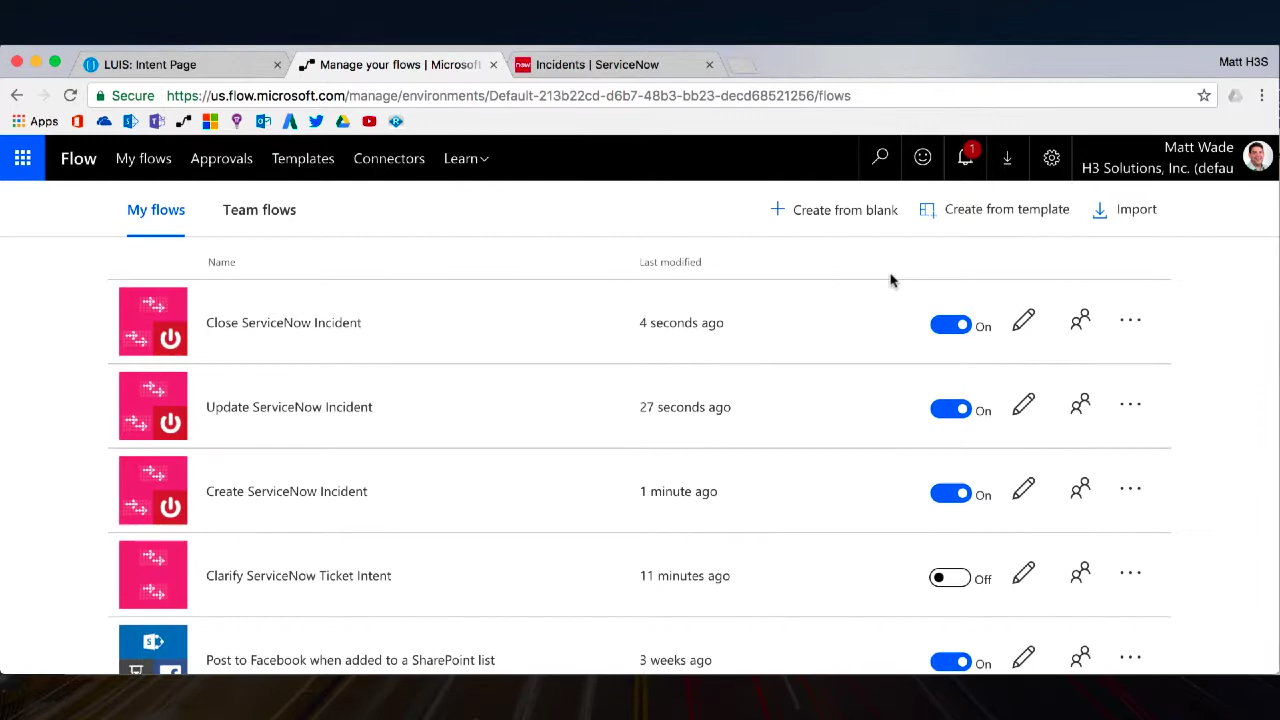 LUIS: Intent Page
Manage your flows | Microsof
now Incidents | ServiceNow
Matt H3S
Secure https://us.flow.microsoft.com/manage/environments/Default-213b22cd-d6b7-48b3-bb23-decd68521256/flows
Apps
Flow My flows Approvals Templates Connectors Learn
1
Matt Wade
H3 Solutions, Inc. (defau
My flows Team flows Create from blank Create from template Import
Name Last modified
Close ServiceNow Incident 4 seconds ago On
Update ServiceNow Incident 27 seconds ago On
Create ServiceNow Incident 1 minute ago On
Clarify ServiceNow Ticket Intent 11 minutes ago Off
S
Post to Facebook when added to a SharePoint list 3 weeks ago On